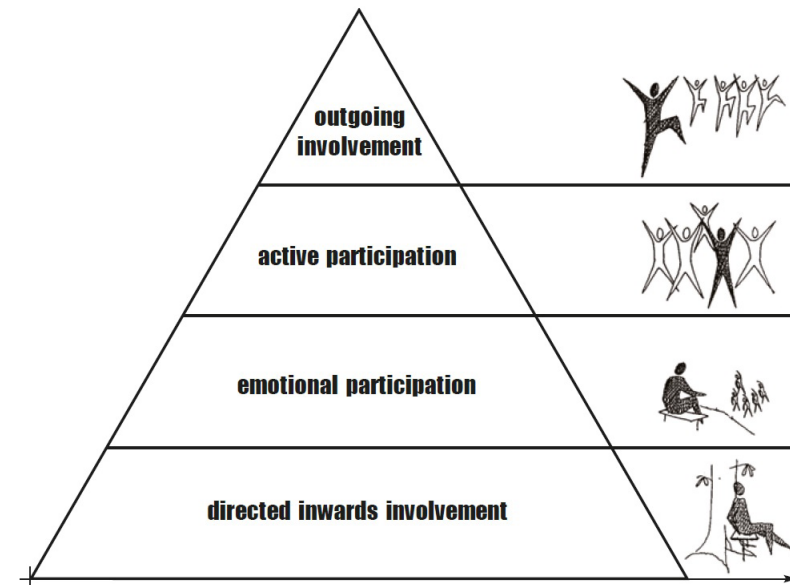 outgoing
involvement
active participation
emotional participation
directed inwards involvement